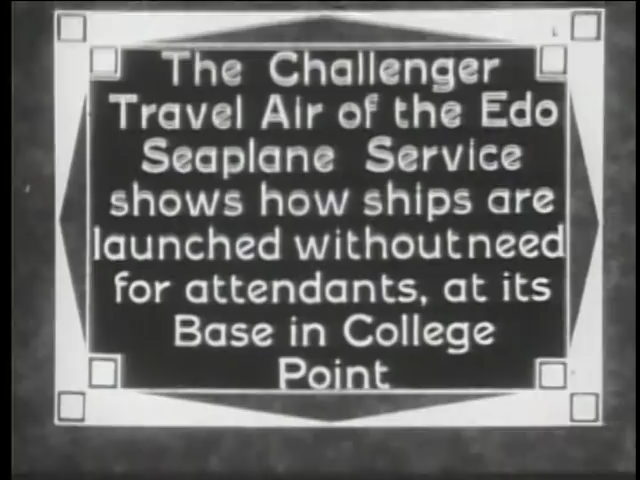 The Challenger
Travel Air of the Edo
Seaplane Service
shows how ships are
launched without need
for attendants, at its
Base in College
Point